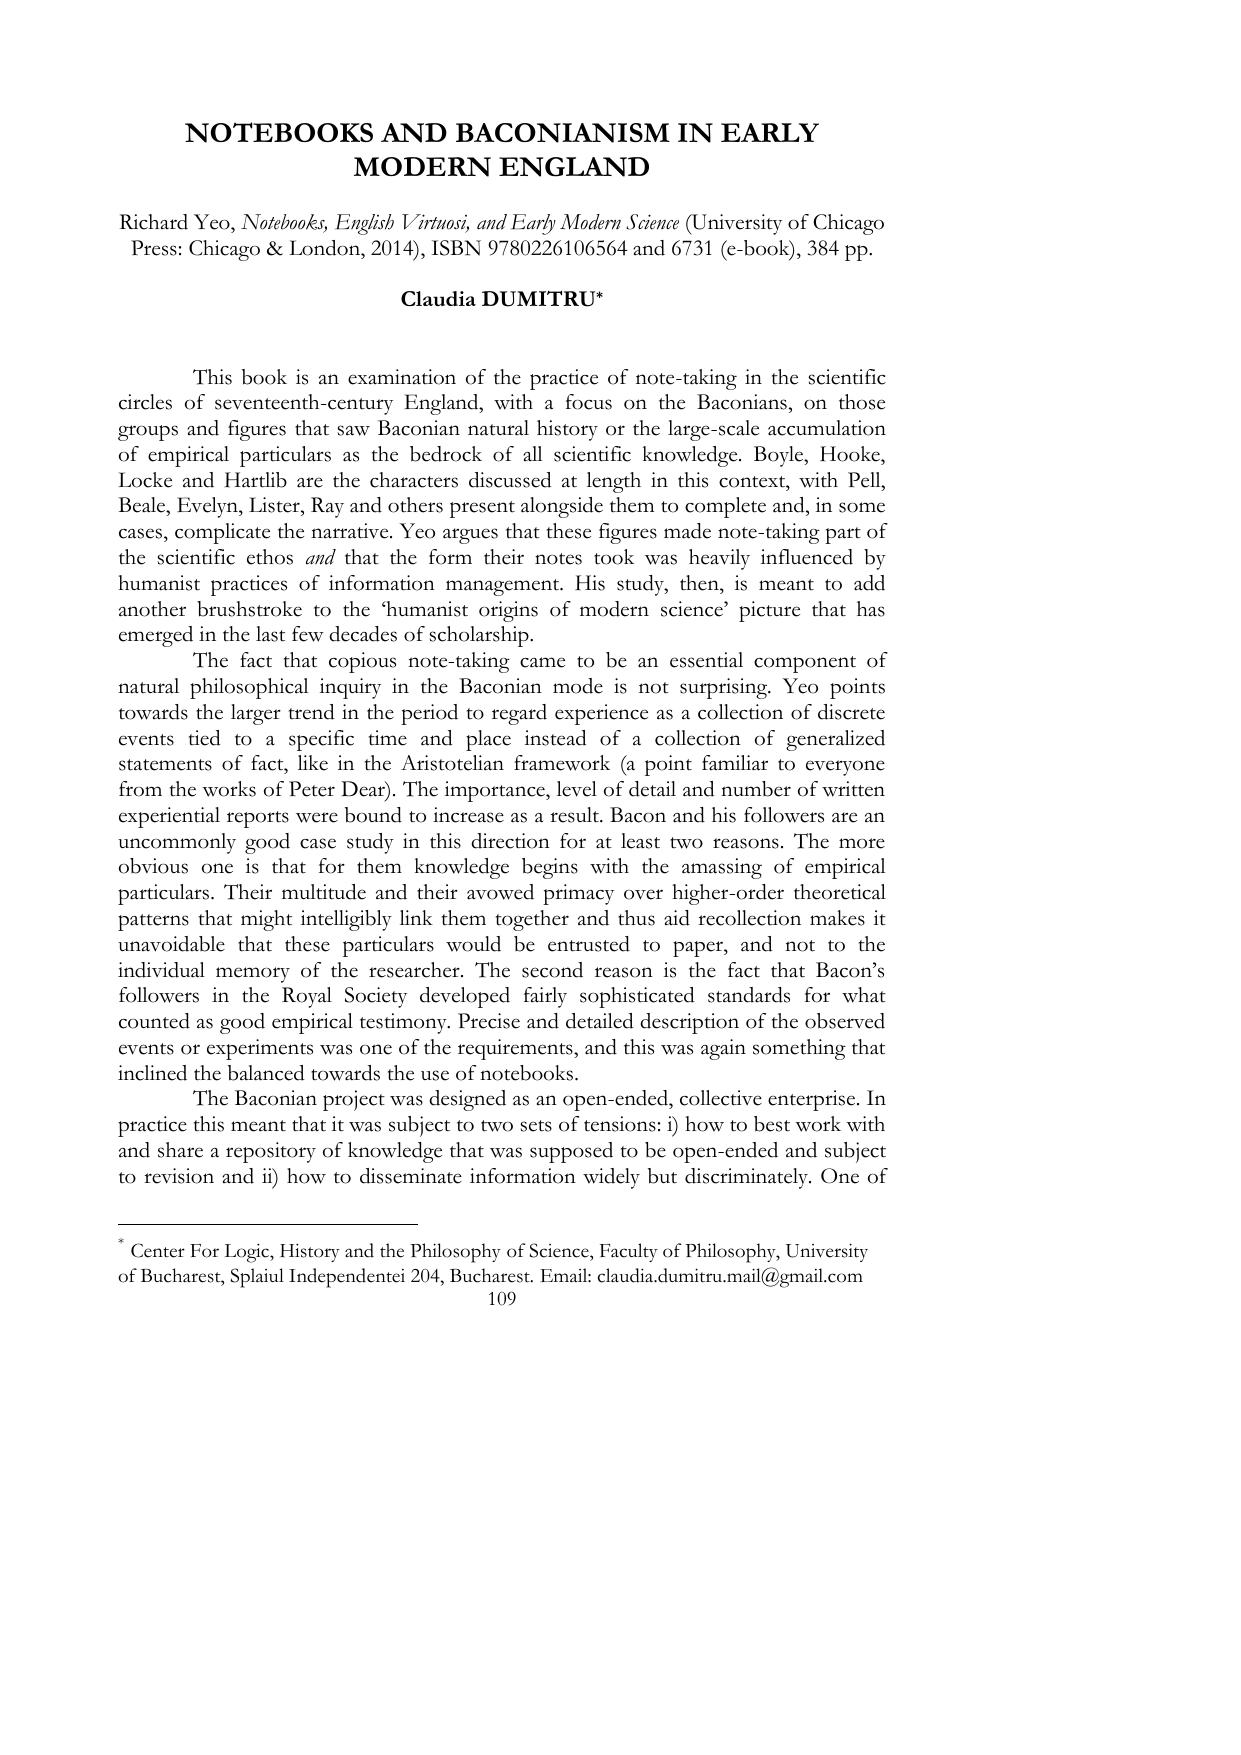 NOTEBOOKS AND BACONIANISM IN EARLY
MODERN ENGLAND
Richard Yeo, Notebooks, English Virtuosi, and Early Modern Science (University of Chicago
Press: Chicago & London, 2014), ISBN 9780226106564 and 6731 (e-book), 384 pp.
Claudia DUMITRU*
This book is an examination of the practice of note-taking in the scientific
circles of seventeenth-century England, with a focus on the Baconians, on those
groups and figures that saw Baconian natural history or the large-scale accumulation
of empirical particulars as the bedrock of all scientific knowledge. Boyle, Hooke,
Locke and Hartlib are the characters discussed at length in this context, with Pell,
Beale, Evelyn, Lister, Ray and others present alongside them to complete and, in some
cases, complicate the narrative. Yeo argues that these figures made note-taking part of
the scientific ethos and that the form their notes took was heavily influenced by
humanist practices of information management. His study, then, is meant to add
another brushstroke to the ‘humanist origins of modern science’ picture that has
emerged in the last few decades of scholarship.
The fact that copious note-taking came to be an essential component of
natural philosophical inquiry in the Baconian mode is not surprising. Yeo points
towards the larger trend in the period to regard experience as a collection of discrete
events tied to a specific time and place instead of a collection of generalized
statements of fact, like in the Aristotelian framework (a point familiar to everyone
from the works of Peter Dear). The importance, level of detail and number of written
experiential reports were bound to increase as a result. Bacon and his followers are an
uncommonly good case study in this direction for at least two reasons. The more
obvious one is that for them knowledge begins with the amassing of empirical
particulars. Their multitude and their avowed primacy over higher-order theoretical
patterns that might intelligibly link them together and thus aid recollection makes it
unavoidable that these particulars would be entrusted to paper, and not to the
individual memory of the researcher. The second reason is the fact that Bacon’s
followers in the Royal Society developed fairly sophisticated standards for what
counted as good empirical testimony. Precise and detailed description of the observed
events or experiments was one of the requirements, and this was again something that
inclined the balanced towards the use of notebooks.
The Baconian project was designed as an open-ended, collective enterprise. In
practice this meant that it was subject to two sets of tensions: i) how to best work with
and share a repository of knowledge that was supposed to be open-ended and subject
to revision and ii) how to disseminate information widely but discriminately. One of
* Center For Logic, History and the Philosophy of Science, Faculty of Philosophy, University
of Bucharest, Splaiul Independentei 204, Bucharest. Email: claudia.dumitru.mail@gmail.com
109